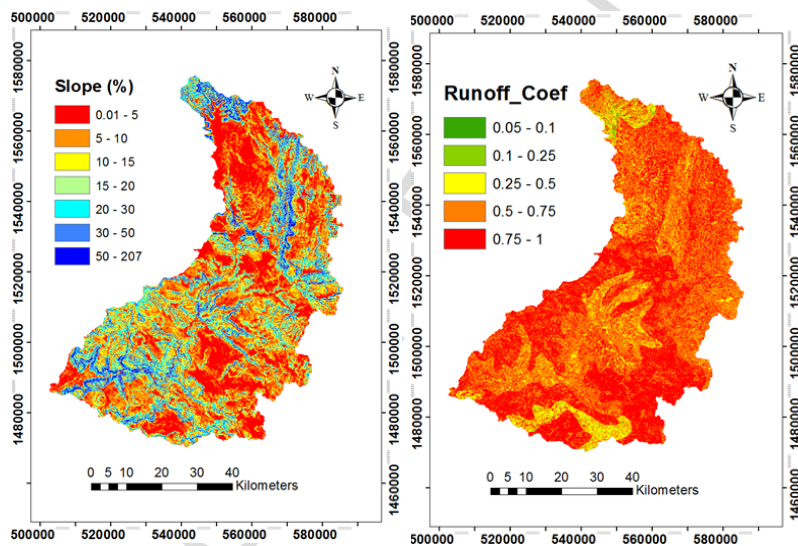 500000 520000 540000 560000 580000
1580000
1560000
1540000
1520000
1500000
1480000
1460000
Slope (%)
0.01 - 5
5 - 10
10 - 15
15 - 20
20 - 30
30 - 50
50 - 207
N
W E
S
0 5 10 20 30 40
Kilometers
500000 520000 540000 560000 580000
500000 520000 540000 560000 580000
Runoff_Coef
0.05 - 0.1
0.1 - 0.25
0.25 - 0.5
0.5 - 0.75
0.75 - 1
N
W E
S
0 5 10 20 30 40
Kilometers
1580000
1560000
1540000
1520000
1500000
1480000
1460000
500000 520000 540000 560000 580000